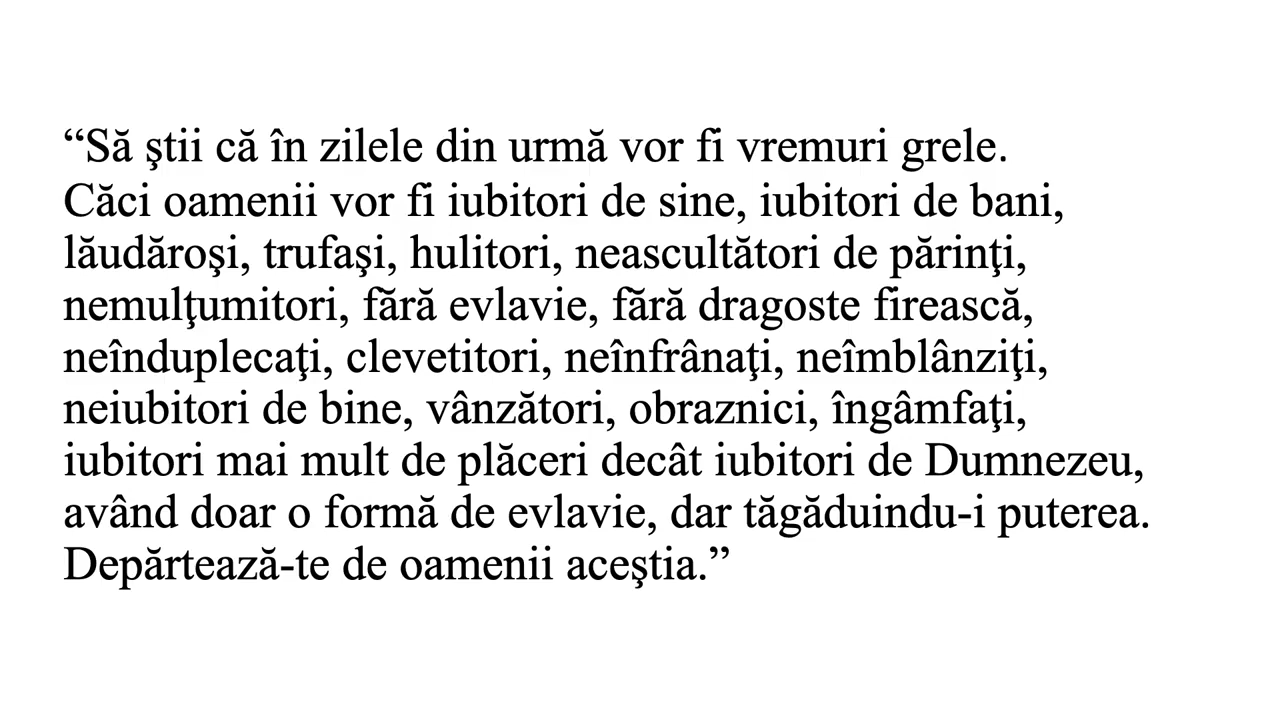 “Să ştii că în zilele din urmă vor fi vremuri grele.
Căci oamenii vor fi iubitori de sine, iubitori de bani,
lăudăroşi, trufaşi, hulitori, neascultători de părinţi,
nemulţumitori, fără evlavie, fără dragoste firească,
neînduplecaţi, clevetitori, neînfrânaţi, neîmblânziţi,
neiubitori de bine, vânzători, obraznici, îngâmfaţi,
iubitori mai mult de plăceri decât iubitori de Dumnezeu,
având doar o formă de evlavie, dar tăgăduindu-i puterea.
Depărtează-te de oamenii aceştia.”